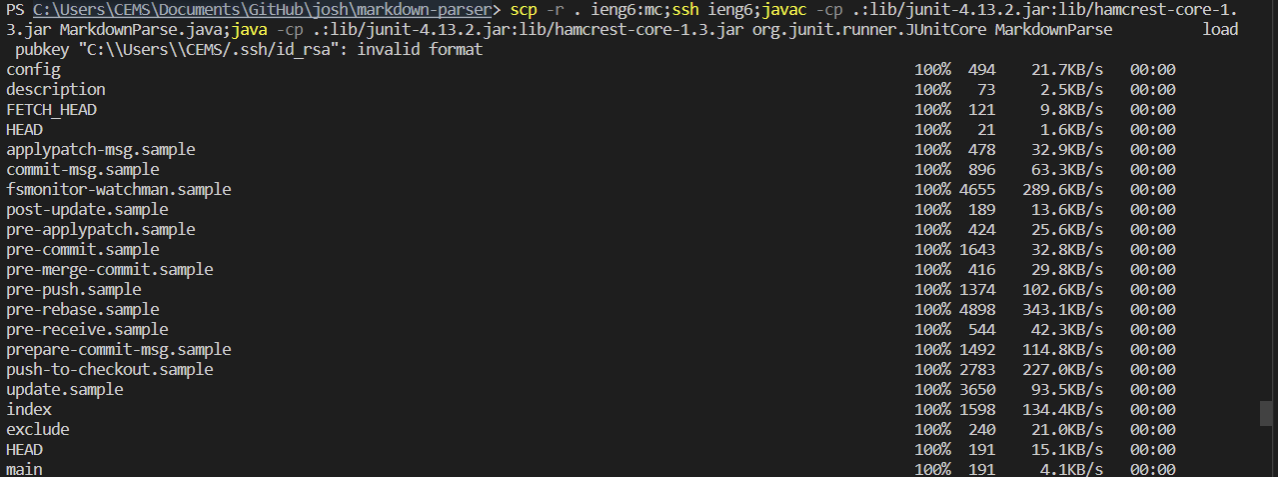 PS C:\Users\CEMS\Documents\GitHub\josh\markdown-parser> scp -r . ieng6:mc;ssh ieng6;javac -cp .:lib/junit-4.13.2.jar:lib/hamcrest-core-1.
3.jar MarkdownParse.java;java -cp .:lib/junit-4.13.2.jar:lib/hamcrest-core-1.3.jar org.junit.runner.JUnitCore MarkdownParse load
pubkey "C:\\Users\\CEMS/.ssh/id_rsa": invalid format
config 100% 494 21.7KB/s 00:00
description 100% 73 2.5KB/s 00:00
FETCH_HEAD 100% 121 9.8KB/s 00:00
HEAD 100% 21 1.6KB/s 00:00
applypatch-msg.sample 100% 478 32.9KB/s 00:00
commit-msg.sample 100% 896 63.3KB/s 00:00
fsmonitor-watchman.sample 100% 4655 289.6KB/s 00:00
post-update.sample 100% 189 13.6KB/s 00:00
pre-applypatch.sample 100% 424 25.6KB/s 00:00
pre-commit.sample 100% 1643 32.8KB/s 00:00
pre-merge-commit.sample 100% 416 29.8KB/s 00:00
pre-push.sample 100% 1374 102.6KB/s 00:00
pre-rebase.sample 100% 4898 343.1KB/s 00:00
pre-receive.sample 100% 544 42.3KB/s 00:00
prepare-commit-msg.sample 100% 1492 114.8KB/s 00:00
push-to-checkout.sample 100% 2783 227.0KB/s 00:00
update.sample 100% 3650 93.5KB/s 00:00
index 100% 1598 134.4KB/s 00:00
exclude 100% 240 21.0KB/s 00:00
HEAD 100% 191 15.1KB/s 00:00
main 100% 191 4.1KB/s 00:00